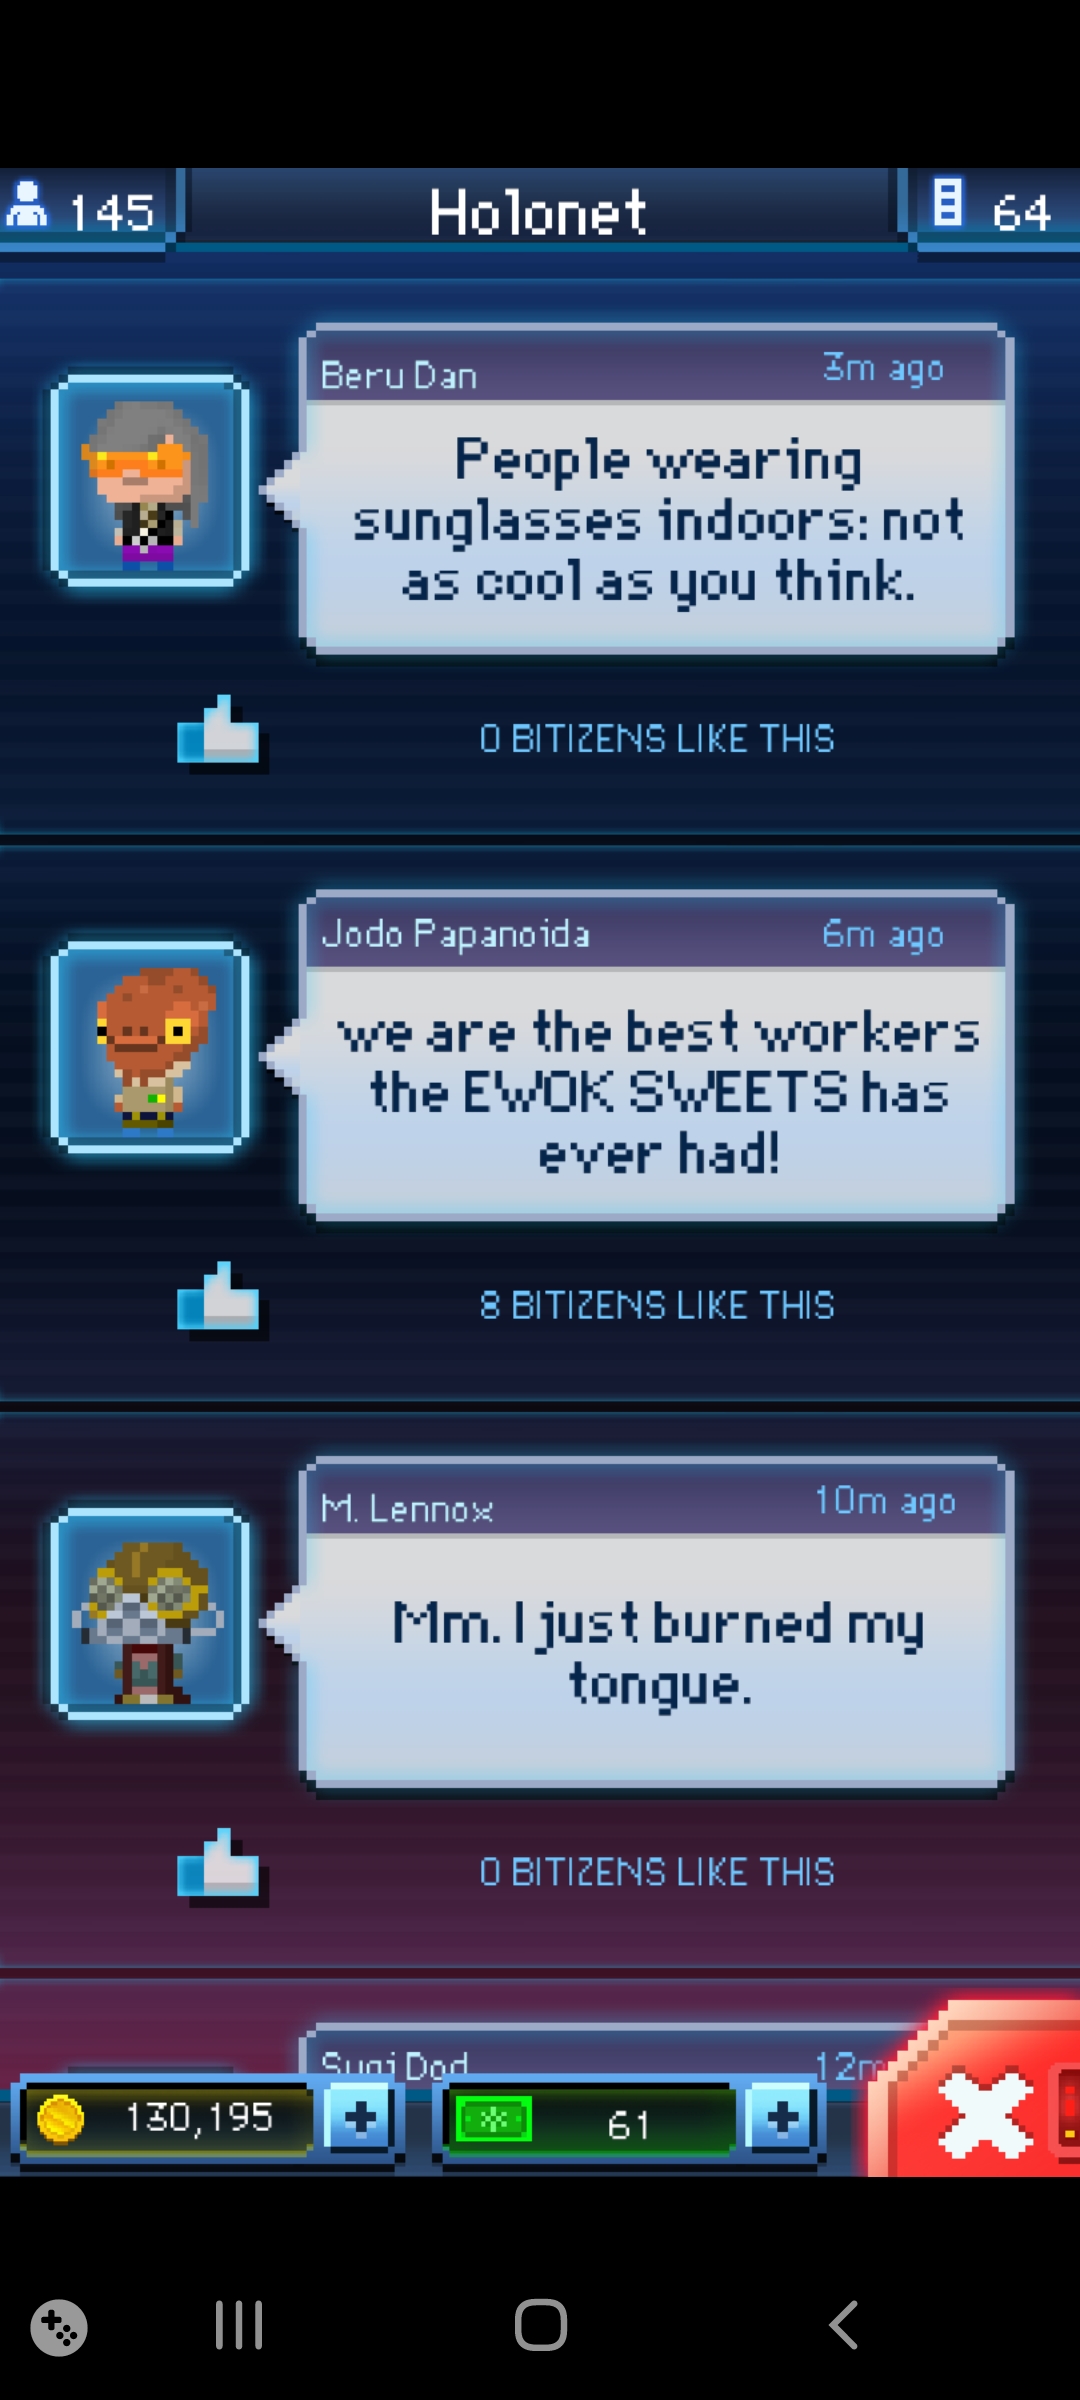 145
Holonet
64
Beru Dan
3m ago
People wearing
sunglasses indoors: not
as cool as you think.
0 BITIZENS LIKE THIS
Jodo Papanoida
6m ago
we are the best workers
the EWOK SWEETS has
ever had!
8 BITIZENS LIKE THIS
M. Lennox
10m ago
Mm. I just burned my
tongue.
0 BITIZENS LIKE THIS
Sugi Dod
12m
130,195
61